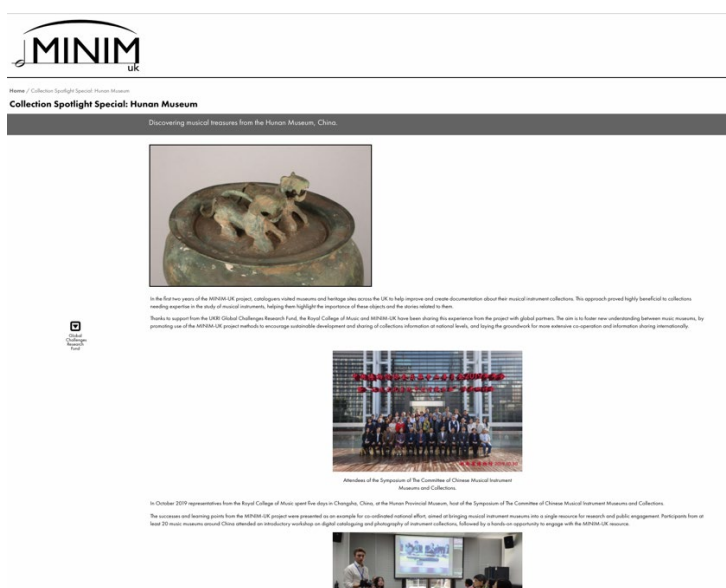 MINIM
uk
Home / Collection Spotlight Special: Hunan Museum
Collection Spotlight Special: Hunan Museum
Discovering musical treasures from the Hunan Museum, China.
In the first two years of the MINIM-UK project, cataloguers visited museums and heritage sites across the UK to help improve and create documentation about their musical instrument collections. This approach proved highly beneficial to collections
needing expertise in the study of musical instruments, helping them highlight the importance of these objects and the stories related to them.
Thanks to support from the UKRI Global Challenges Research Fund, the Royal College of Music and MINIM-UK have been sharing this experience from the project with global partners. The aim is to foster new understanding between music museums, by
promoting use of the MINIM-UK project methods to encourage sustainable development and sharing of collections information at national levels, and laying the groundwork for more extensive co-operation and information sharing internationally.
Global
Challenges
Research
Fund
Attendees of the Symposium of The Committee of Chinese Musical Instrument
Museums and Collections.
In October 2019 representatives from the Royal College of Music spent five days in Changsha, China, at the Hunan Provincial Museum, host of the Symposium of The Committee of Chinese Musical Instrument Museums and Collections.
The successes and learning points from the MINIM-UK project were presented as an example for co-ordinated national effort, aimed at bringing musical instrument museums into a single resource for research and public engagement. Participants from at
least 20 music museums around China attended an introductory workshop on digital cataloguing and photography of instrument collections, followed by a hands-on opportunity to engage with the MINIM-UK resource.